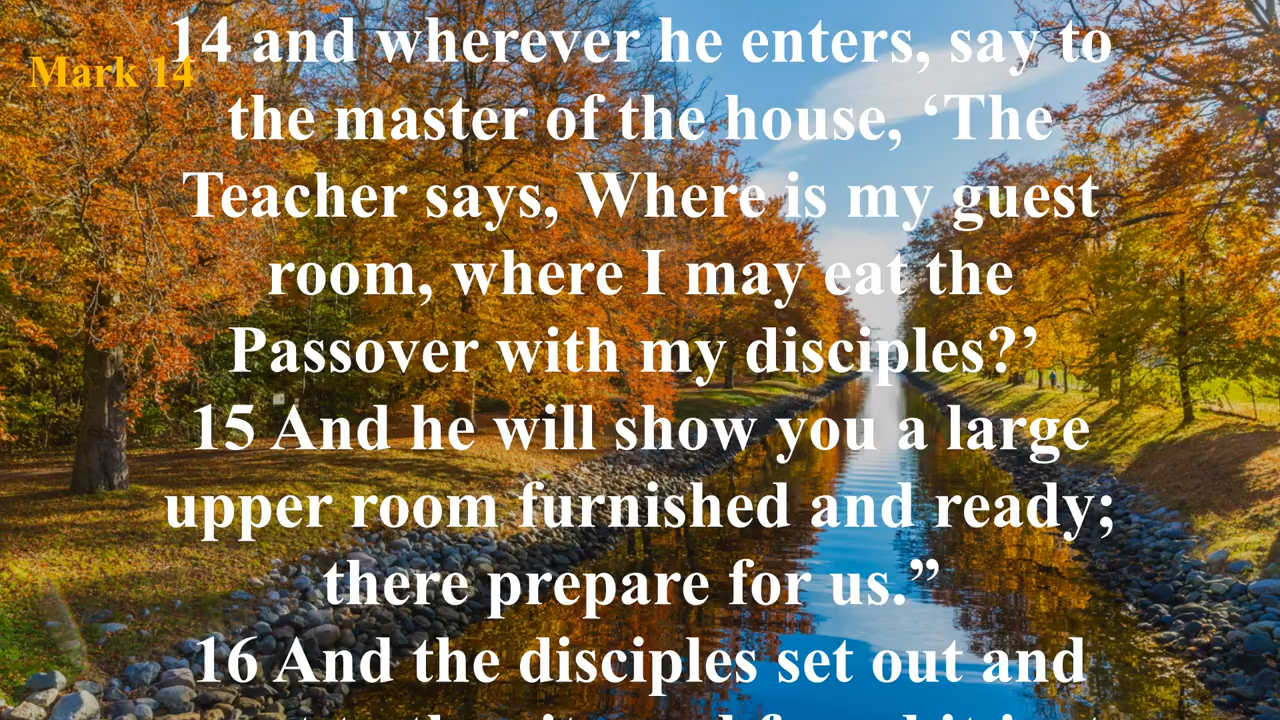 Mark 14
14 and wherever he enters, say to
the master of the house, ‘The
Teacher says, Where is my guest
room, where I may eat the
Passover with my disciples?’
15 And he will show you a large
upper room furnished and ready;
there prepare for us.”
16 And the disciples set out and